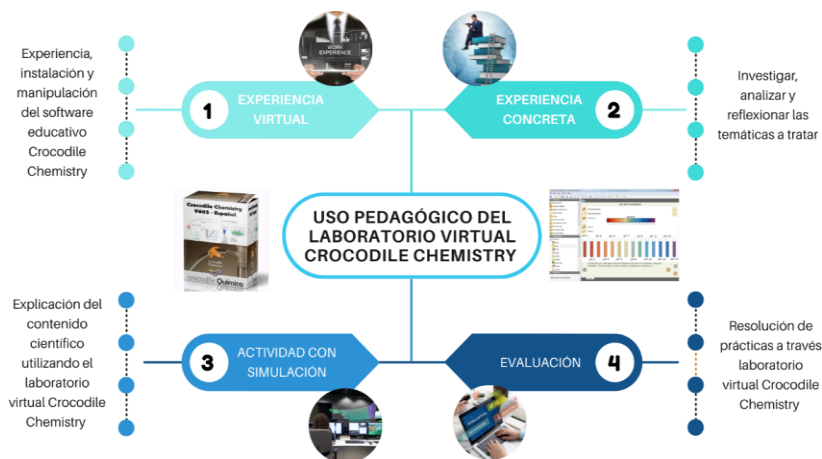 Experiencia,
instalación y
manipulación
del software
educativo
Crocodile
Chemistry
1
EXPERIENCIA
VIRTUAL
WORK
EXPERIENCE
EXPERIENCIA
CONCRETA
2
Investigar,
analizar y
reflexionar las
temáticas a tratar
Crocodile Chemistry
V605 - Español
crocodile Química
USO PEDAGÓGICO DEL
LABORATORIO VIRTUAL
CROCODILE CHEMISTRY
Explicación del
contenido
científico
utilizando el
laboratorio
virtual Crocodile
Chemistry
3
ACTIVIDAD CON
SIMULACIÓN
EVALUACIÓN
4
Resolución de
prácticas a través
laboratorio
virtual Crocodile
Chemistry